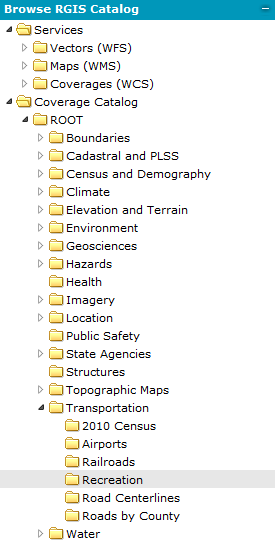 Browse RGIS Catalog
Services
Vectors (WFS)
Maps (WMS)
Coverages (WCS)
Coverage Catalog
ROOT
Boundaries
Cadastral and PLSS
Census and Demography
Climate
Elevation and Terrain
Environment
Geosciences
Hazards
Health
Imagery
Location
Public Safety
State Agencies
Structures
Topographic Maps
Transportation
2010 Census
Airports
Railroads
Recreation
Road Centerlines
Roads by County
Water